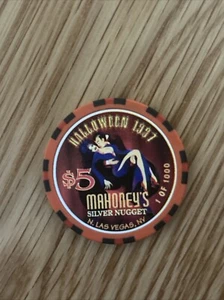 HALLOWEEN 1997
$5
MAHONEY'S
SILVER NUGGET
N. LAS VEGAS, NV
1 OF 1000